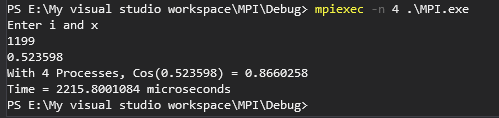 PS E:\My visual studio workspace\MPI\Debug> mpiexec -n 4 .\MPI.exe
Enter i and x
1199
0.523598
With 4 Processes, Cos(0.523598) = 0.8660258
Time = 2215.8001084 microseconds
PS E:\My visual studio workspace\MPI\Debug>